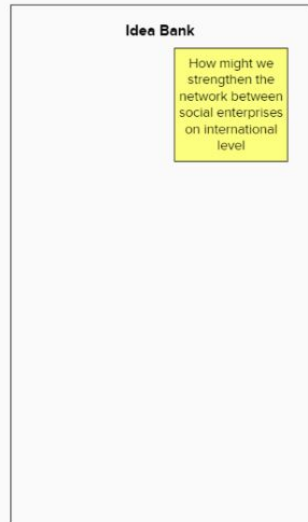 Idea Bank
How might we
strengthen the
network between
social enterprises
on international
level